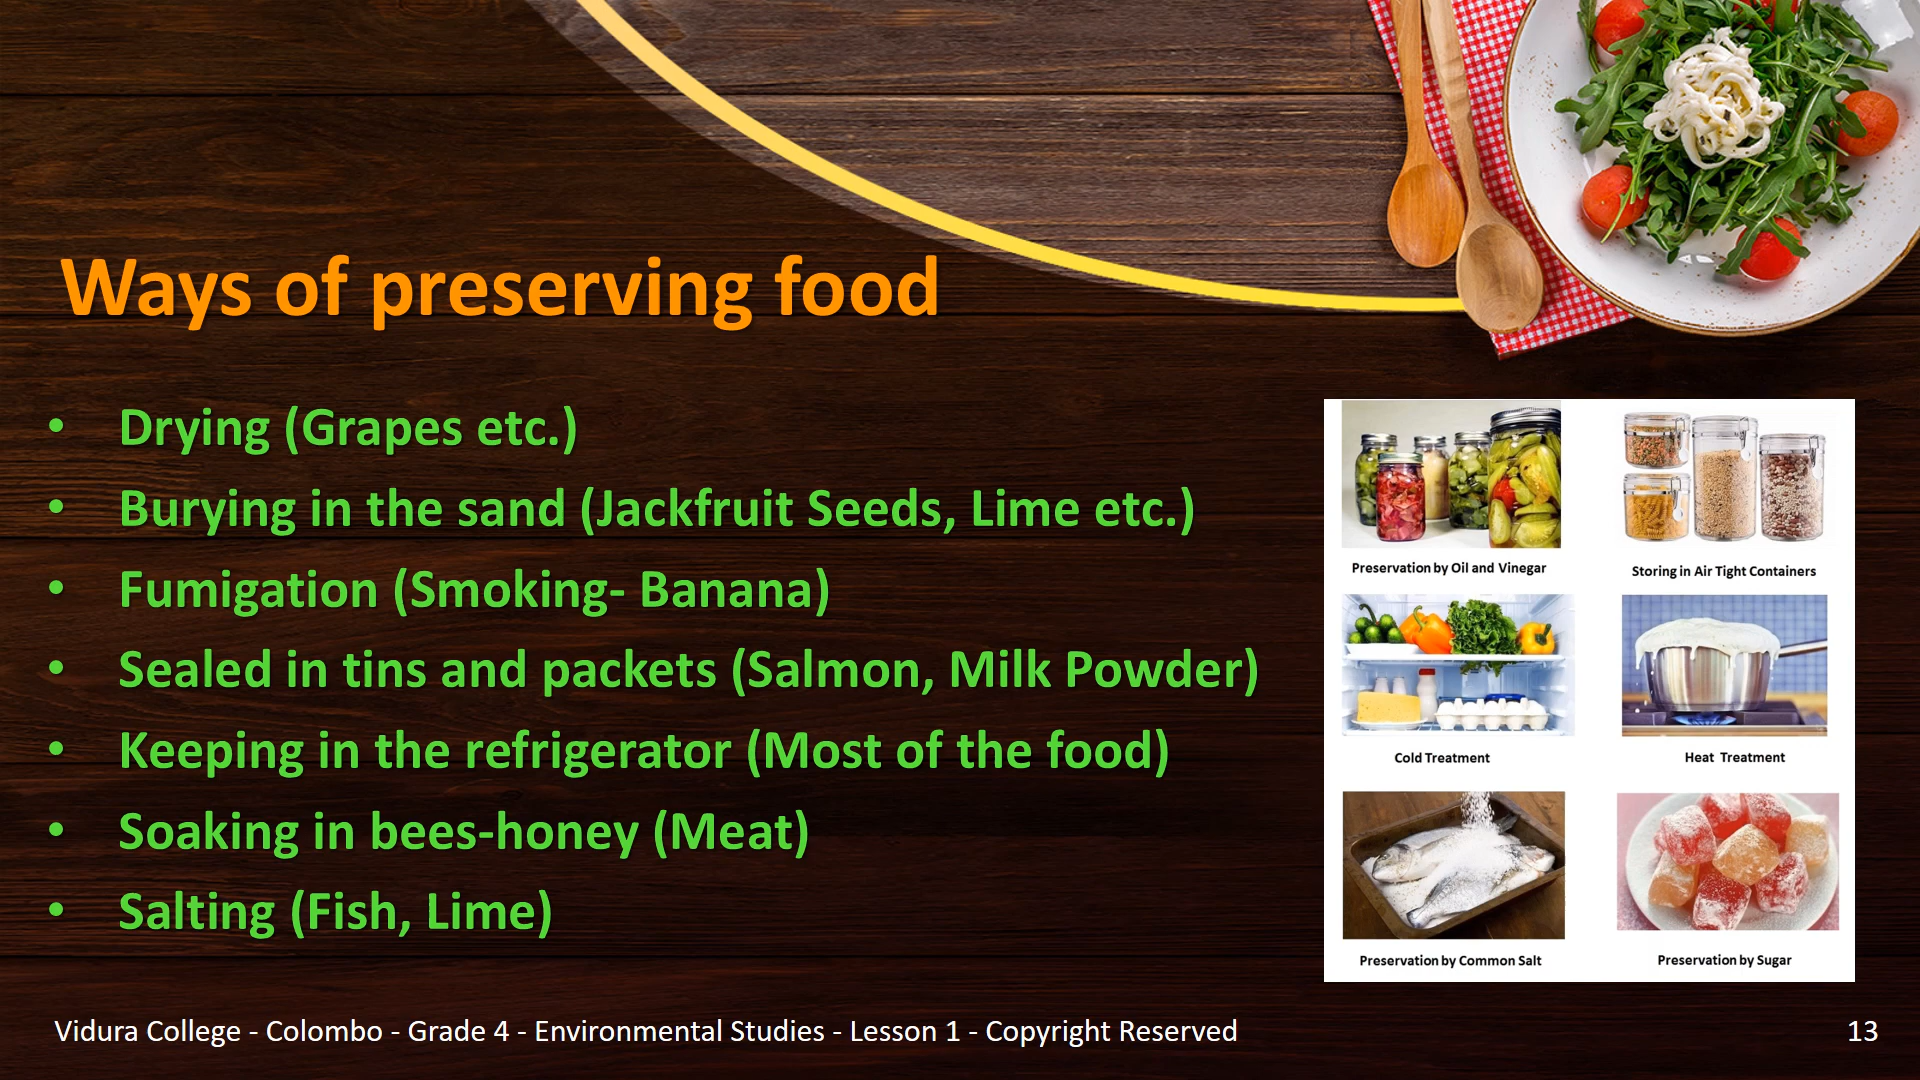 Ways of preserving food
• Drying (Grapes etc.)
• Burying in the sand (Jackfruit Seeds, Lime etc.)
• Fumigation (Smoking- Banana)
• Sealed in tins and packets (Salmon, Milk Powder)
• Keeping in the refrigerator (Most of the food)
• Soaking in bees-honey (Meat)
• Salting (Fish, Lime)
Preservation by Oil and Vinegar
Storing in Air Tight Containers
Cold Treatment
Heat Treatment
Preservation by Common Salt
Preservation by Sugar
Vidura College - Colombo - Grade 4 - Environmental Studies - Lesson 1 - Copyright Reserved
13